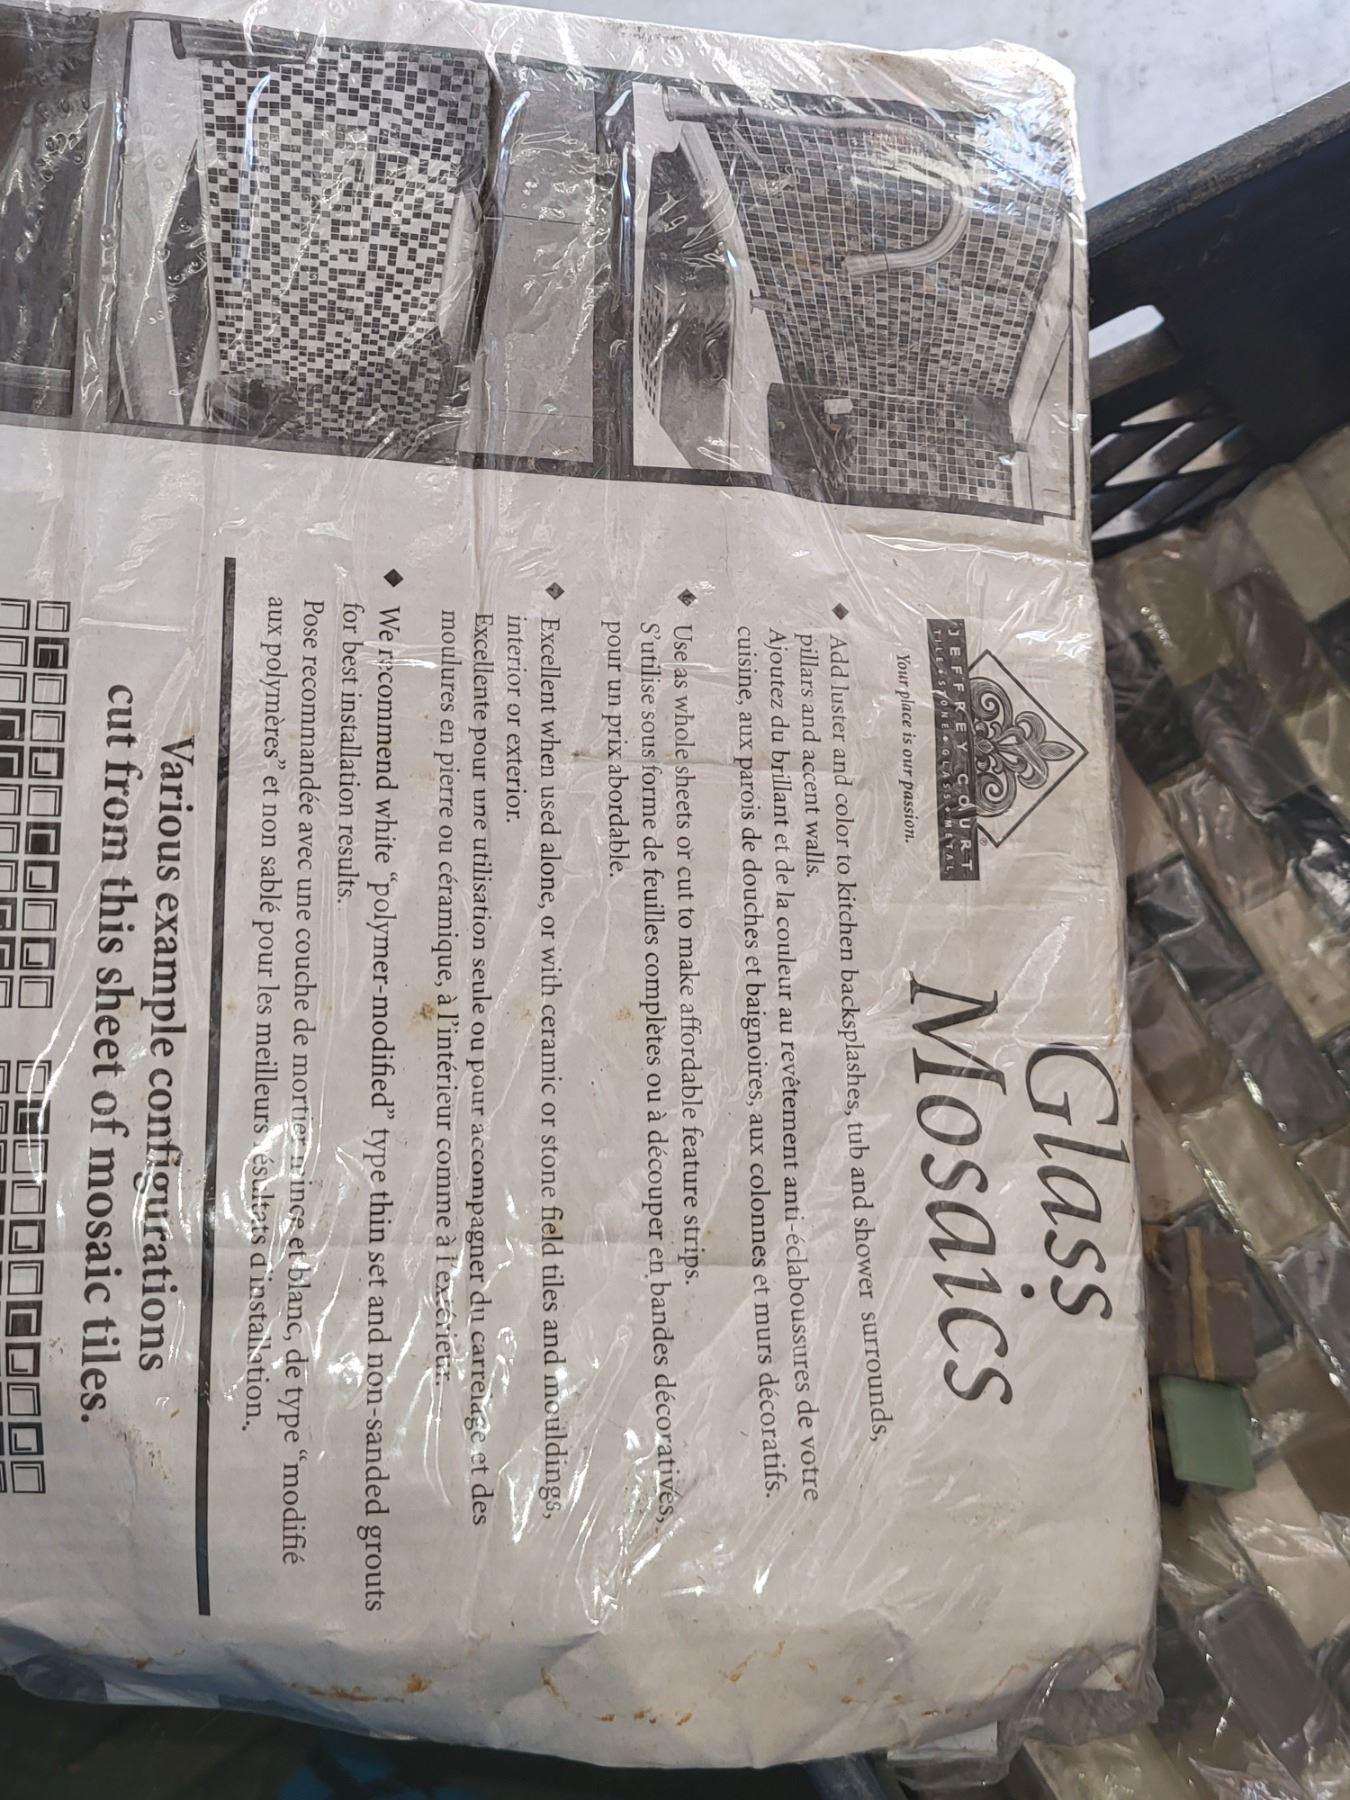 JEFFREY COURT
TILE • STONE • GLASS • METAL
Your place is our passion.
Glass
Mosaics
◆ Add luster and color to kitchen backsplashes, tub and shower surrounds,
pillars and accent walls.
Ajoutez du brillant et de la couleur au revêtement anti-éclaboussures de votre
cuisine, aux parois de douches et baignoires, aux colonnes et murs décoratifs.
◆ Use as whole sheets or cut to make affordable feature strips.
S'utilise sous forme de feuilles complètes ou à découper en bandes décoratives,
pour un prix abordable.
◆ Excellent when used alone, or with ceramic or stone field tiles and mouldings,
interior or exterior.
Excellente pour une utilisation seule ou pour accompagner du carrelage et des
moulures en pierre ou céramique, à l'intérieur comme à l'extérieur.
◆ We recommend white "polymer-modified" type thin set and non-sanded grouts
for best installation results.
Pose recommandée avec une couche de mortier mince et blanc, de type "modifié
aux polymères" et non sablé pour les meilleurs résultats d'installation.
Various example configurations
cut from this sheet of mosaic tiles.